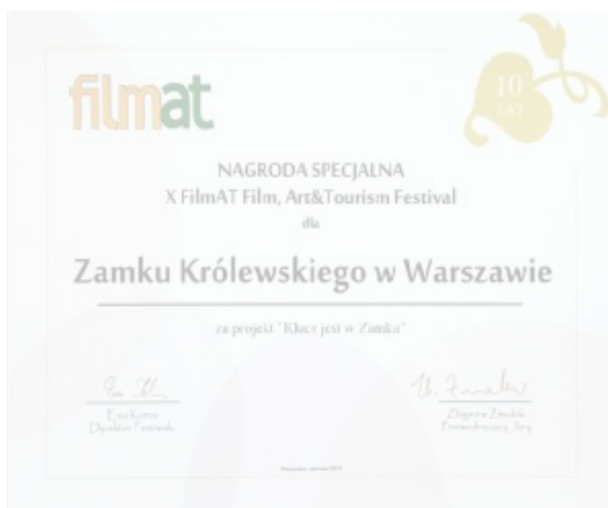 filmat
10
LAT
NAGRODA SPECJALNA
X FilmAT Film, Art&Tourism Festival
dla
Zamku Królewskiego w Warszawie
za projekt "Klucz jest w Zamku"
Dyrektor Festiwalu
Przewodniczący Jury